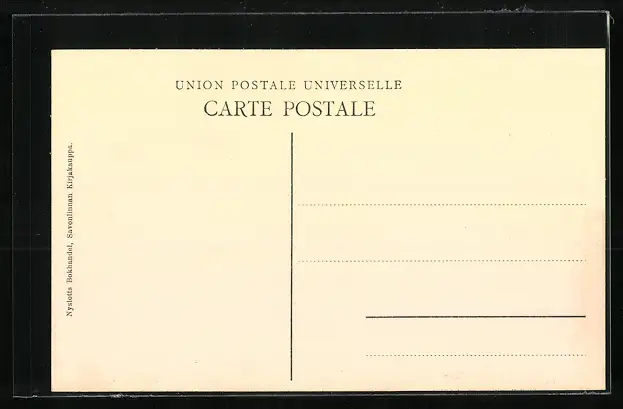 UNION POSTALE UNIVERSELLE
CARTE POSTALE
Nyslotts Bokhandel, Savonlinnan Kirjakauppa.